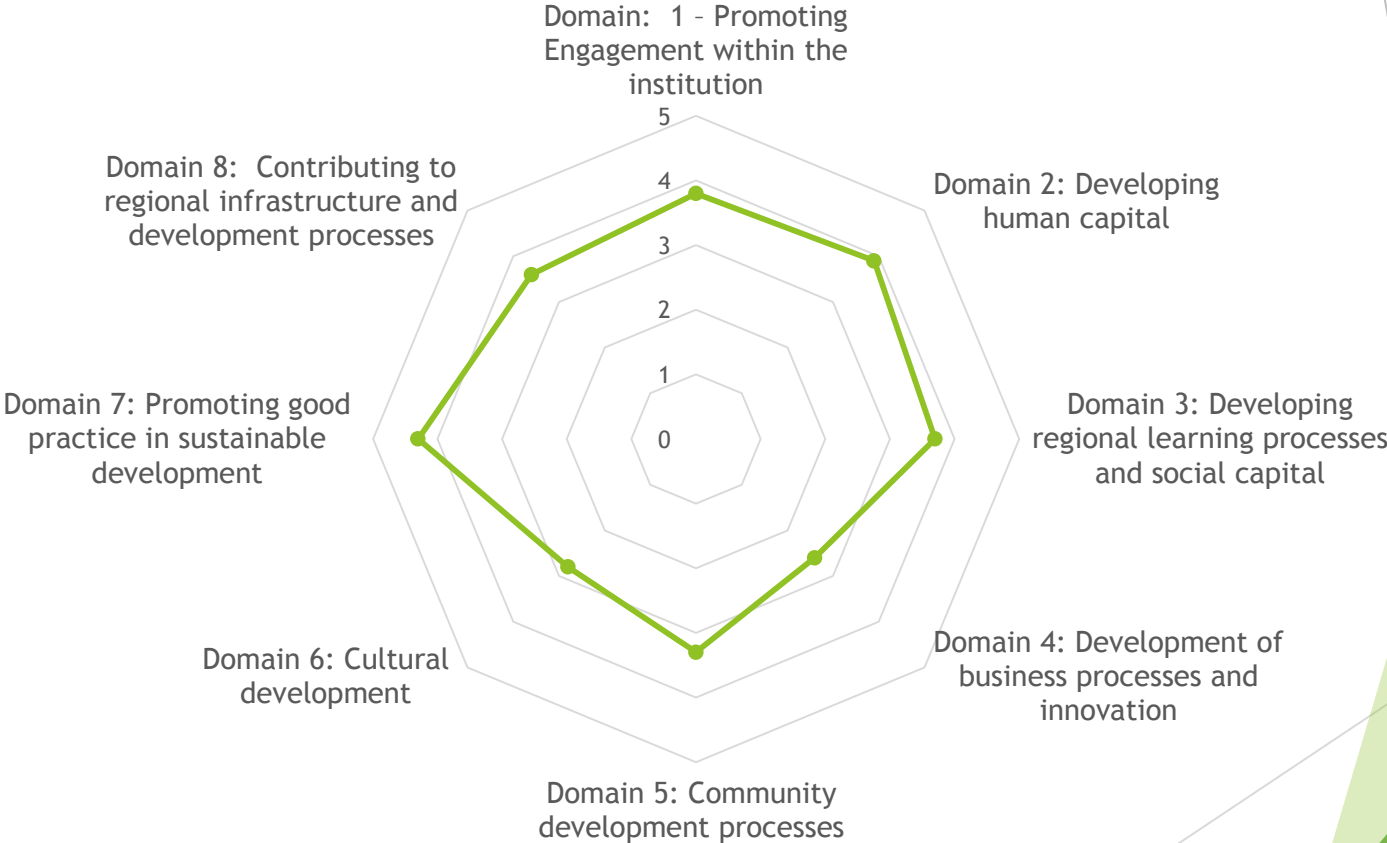 Domain:  1 – Promoting
Engagement within the
institution
5
4
3
2
1
0
Domain 2: Developing
human capital
Domain 3: Developing
regional learning processes
and social capital
Domain 4: Development of
business processes and
innovation
Domain 5: Community
development processes
Domain 6: Cultural
development
Domain 7: Promoting good
practice in sustainable
development
Domain 8:  Contributing to
regional infrastructure and
development processes